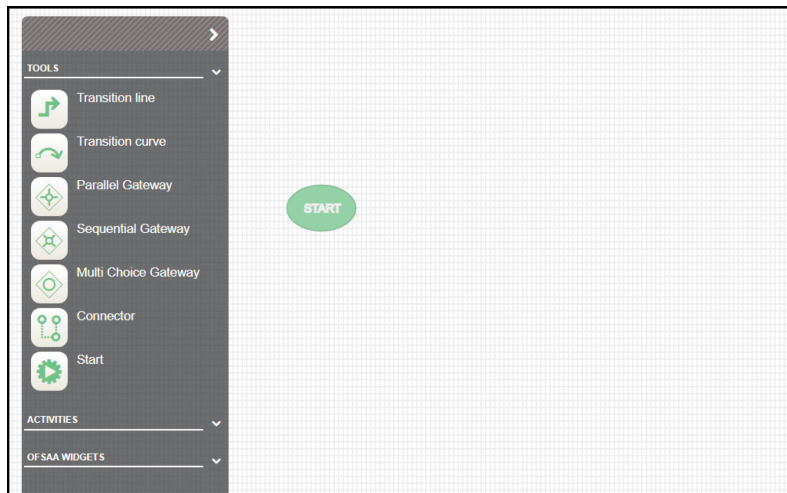 TOOLS
Transition line
Transition curve
Parallel Gateway
Sequential Gateway
Multi Choice Gateway
Connector
Start
ACTIVITIES
OFSAA WIDGETS
START